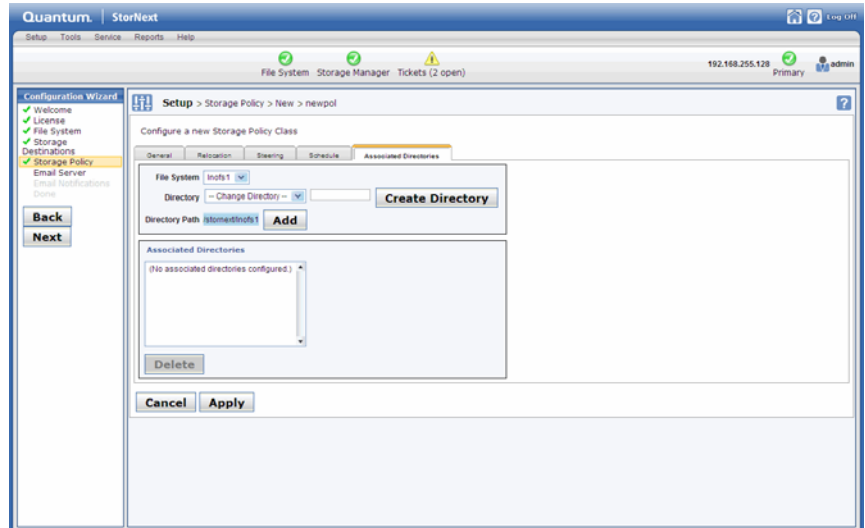 Quantum. StorNext Log Off
Setup Tools Service Reports Help
File System Storage Manager Tickets (2 open) 192.168.255.128 Primary admin
Configuration Wizard
Welcome
License
File System
Storage
Destinations
Storage Policy
Email Server
Email Notifications
Done
Back
Next
Setup > Storage Policy > New > newpol ?
Configure a new Storage Policy Class
General Relocation Steering Schedule Associated Directories
File System
Directory -- Change Directory -- Create Directory
Directory Path Add
Associated Directories
(No associated directories configured.)
Delete
Cancel Apply